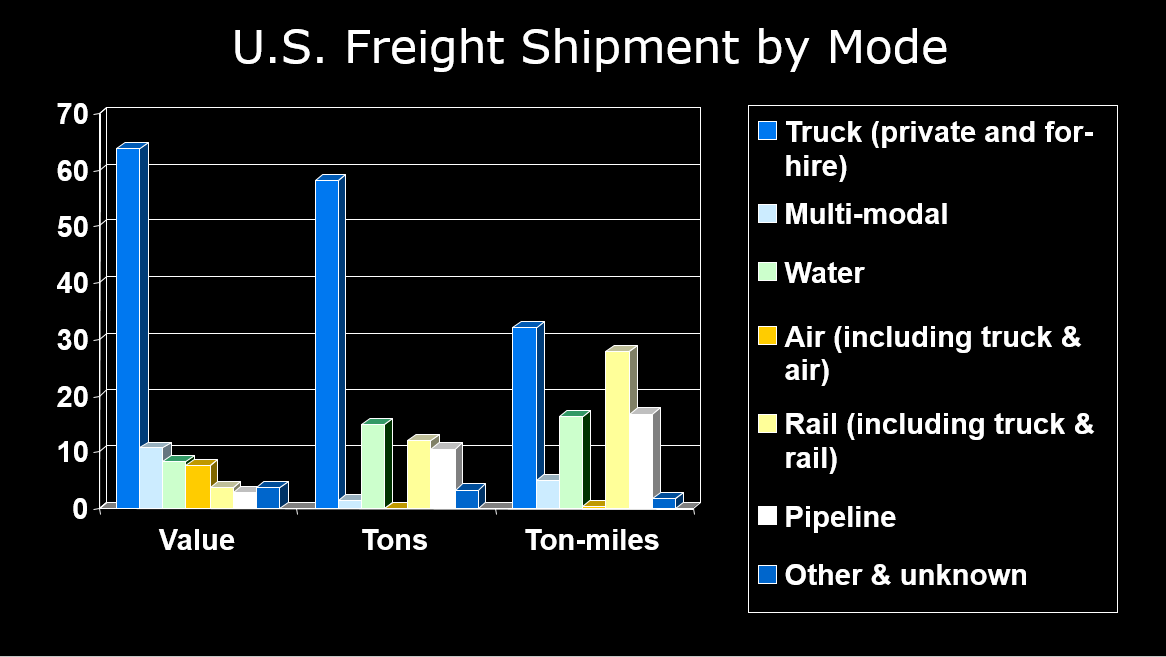 U.S. Freight Shipment by Mode
70
60
50
40
30
20
10
0
Value
Tons
Ton-miles
Truck (private and for-
hire)
Multi-modal
Water
Air (including truck &
air)
Rail (including truck &
rail)
Pipeline
Other & unknown